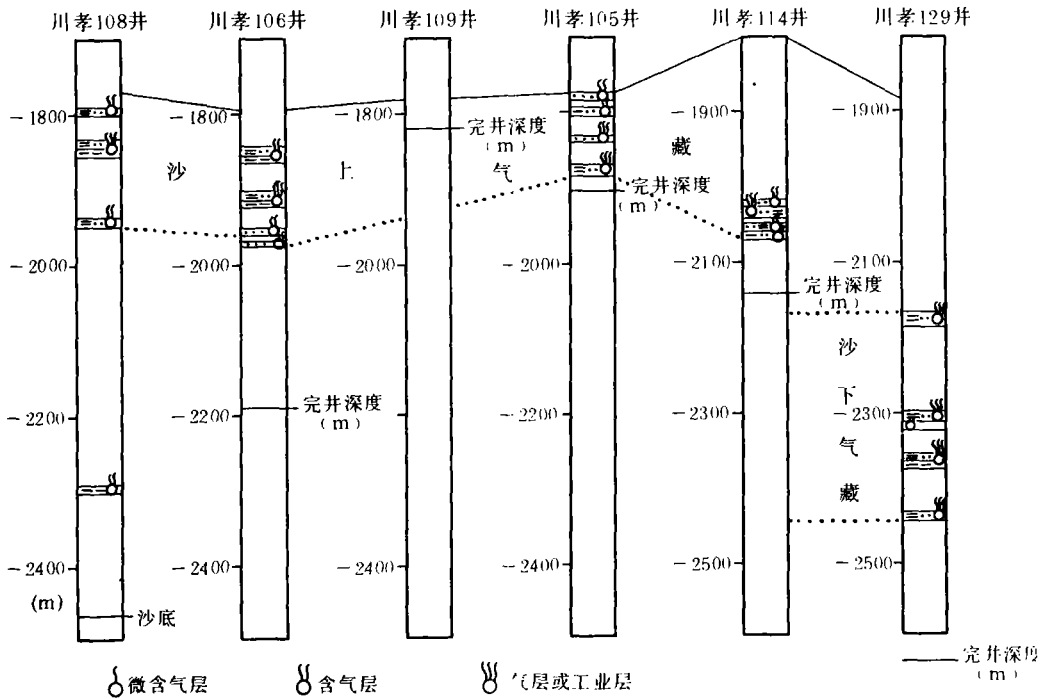 川孝108井 川孝106井 川孝109井 川孝105井 川孝114井 川孝129井
-1800 -1800 -1800 -1900 -1900
完井深度
(m)
沙 上 气 藏
完井深度
(m)
-2000 -2000 -2000 -2000 -2100 -2100
完井深度
(m)
沙
下
气
藏
-2200 -2200 -2200 -2300 -2300
完井深度
(m)
-2400 -2400 -2400 -2400 -2500 -2500
(m)
沙底
微含气层 含气层 气层或工业层
完井深度
(m)